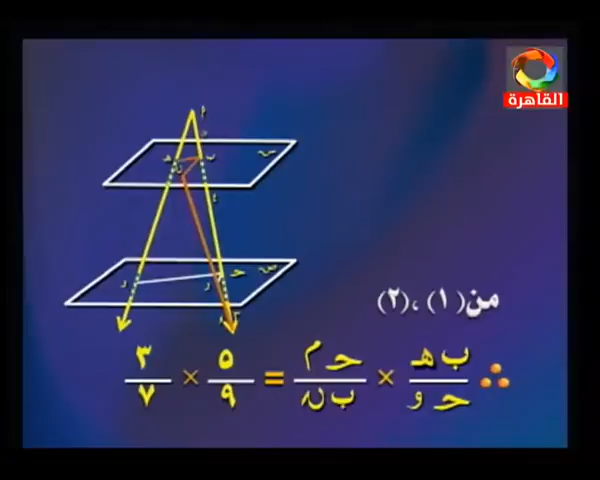 القاهرة
من (١)، (٢)
∴ ب هـ / حـ و × حـ م / ب ن = ٥ / ٩ × ٣ / ٧